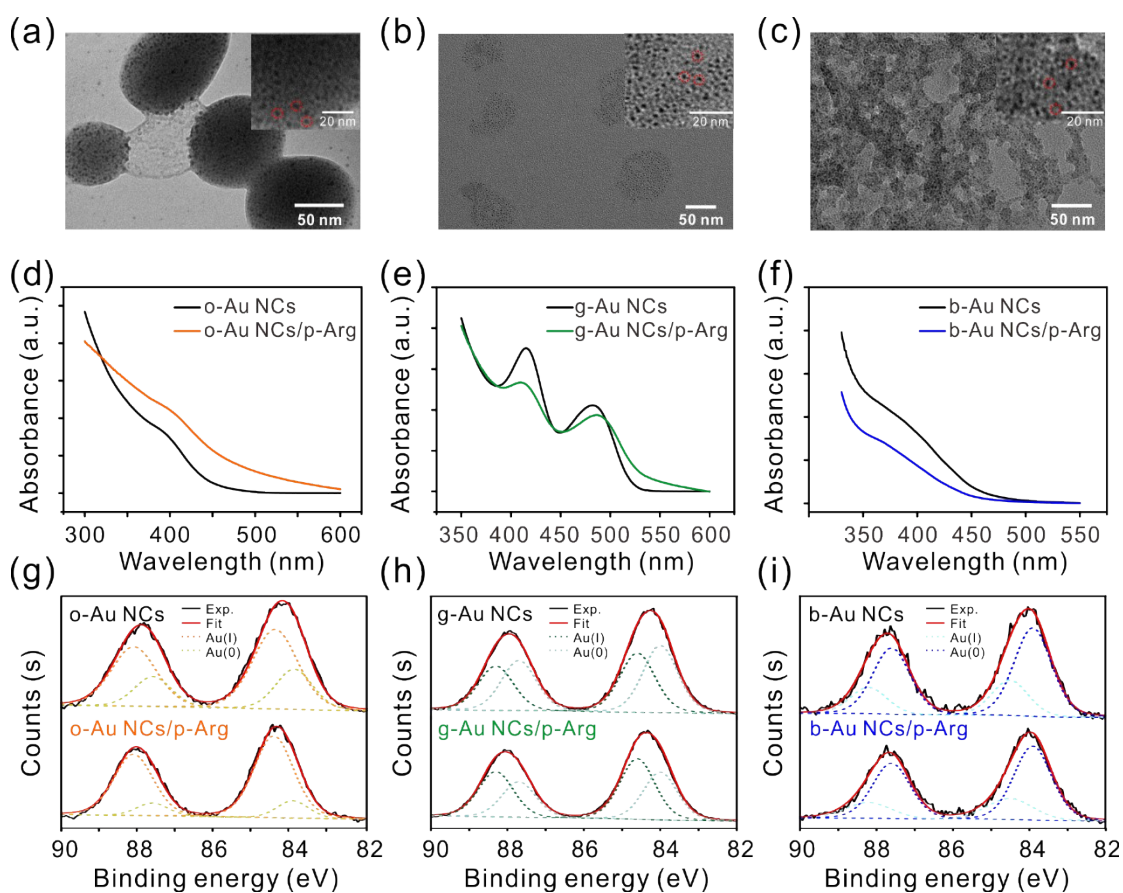 (a)
20 nm
50 nm
(b)
20 nm
50 nm
(c)
20 nm
50 nm
(d)
Absorbance (a.u.)
o-Au NCs
o-Au NCs/p-Arg
300 350 400 450 500 550 600
Wavelength (nm)
(e)
Absorbance (a.u.)
g-Au NCs
g-Au NCs/p-Arg
350 400 450 500 550 600
Wavelength (nm)
(f)
Absorbance (a.u.)
b-Au NCs
b-Au NCs/p-Arg
350 400 450 500 550
Wavelength (nm)
(g)
Counts (s)
o-Au NCs
Exp.
Fit
Au(I)
Au(0)
o-Au NCs/p-Arg
90 88 86 84 82
Binding energy (eV)
(h)
Counts (s)
g-Au NCs
Exp.
Fit
Au(I)
Au(0)
g-Au NCs/p-Arg
90 88 86 84 82
Binding energy (eV)
(i)
Counts (s)
b-Au NCs
Exp.
Fit
Au(I)
Au(0)
b-Au NCs/p-Arg
90 88 86 84 82
Binding energy (eV)